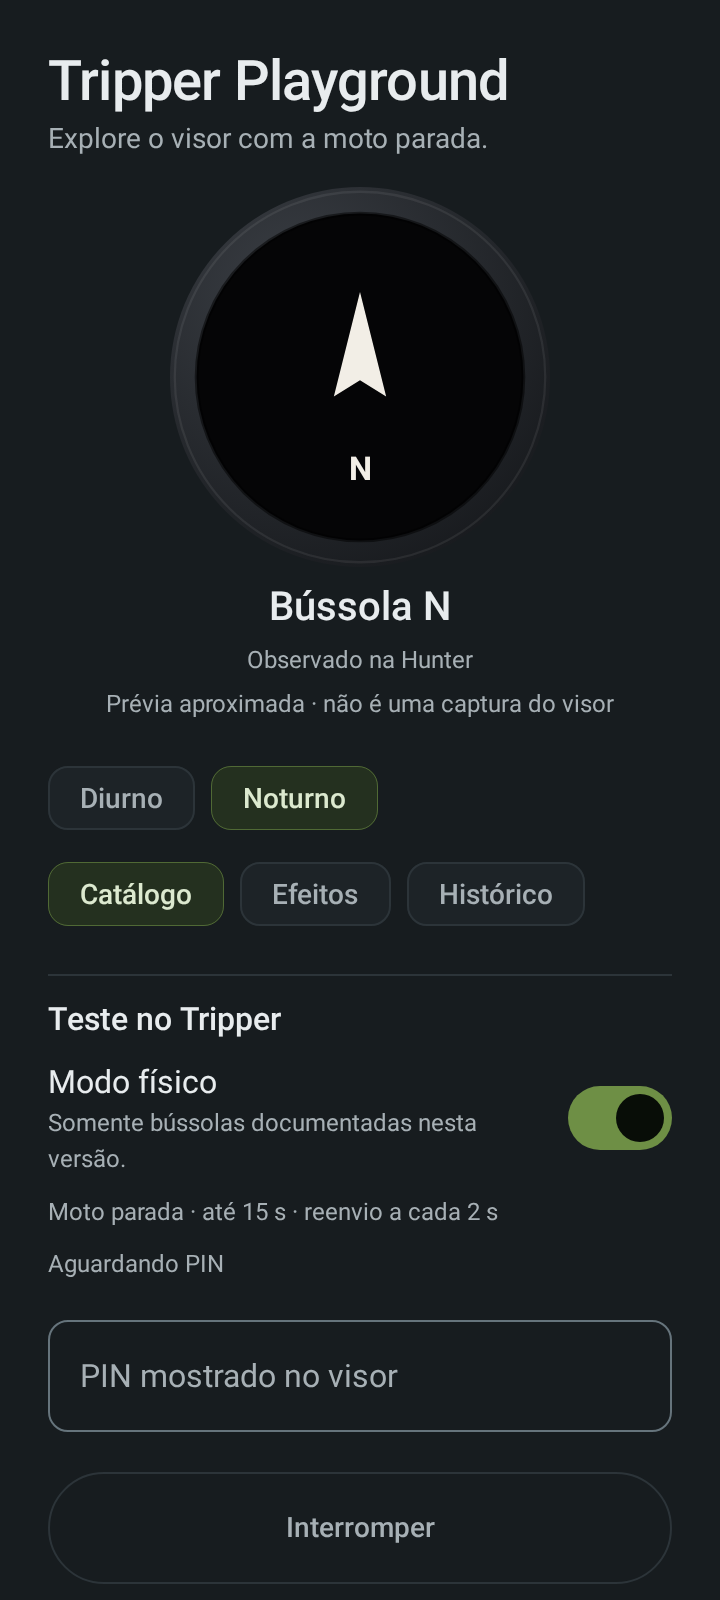 Tripper Playground
Explore o visor com a moto parada.
N
Bússola N
Observado na Hunter
Prévia aproximada · não é uma captura do visor
Diurno
Noturno
Catálogo
Efeitos
Histórico
Teste no Tripper
Modo físico
Somente bússolas documentadas nesta
versão.
Moto parada · até 15 s · reenvio a cada 2 s
Aguardando PIN
PIN mostrado no visor
Interromper